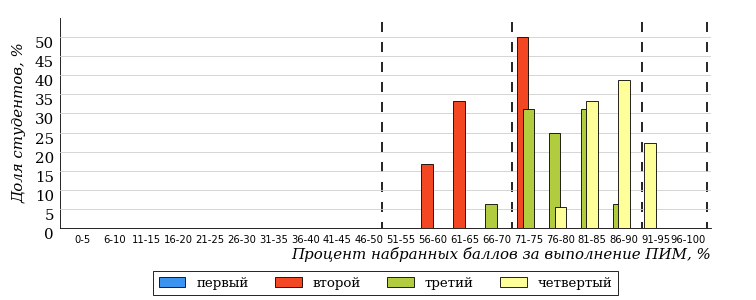 Доля студентов, %
50
45
40
35
30
25
20
15
10
5
0
0-5 6-10 11-15 16-20 21-25 26-30 31-35 36-40 41-45 46-50 51-55 56-60 61-65 66-70 71-75 76-80 81-85 86-90 91-95 96-100
Процент набранных баллов за выполнение ПИМ, %
первый второй третий четвертый